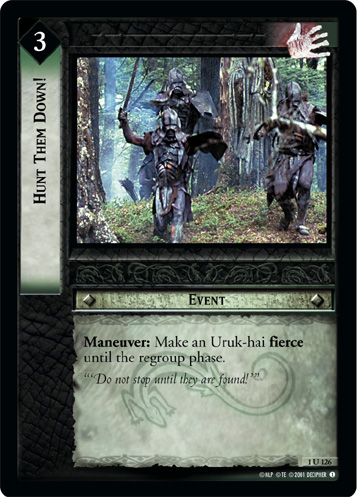 3
HUNT THEM DOWN!
EVENT
Maneuver: Make an Uruk-hai fierce
until the regroup phase.
"‘Do not stop until they are found!’"
1 U 126
©NLP ©TE ©2001 DECIPHER 1